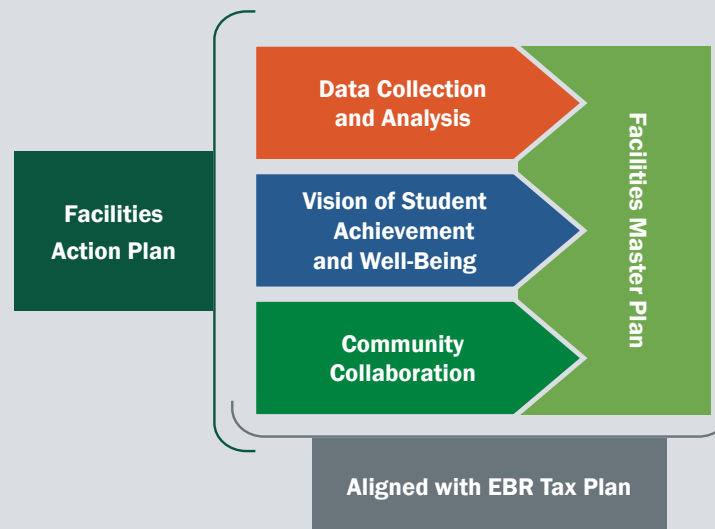 Facilities
Action Plan
Data Collection
and Analysis
Vision of Student
Achievement
and Well-Being
Community
Collaboration
Facilities Master Plan
Aligned with EBR Tax Plan